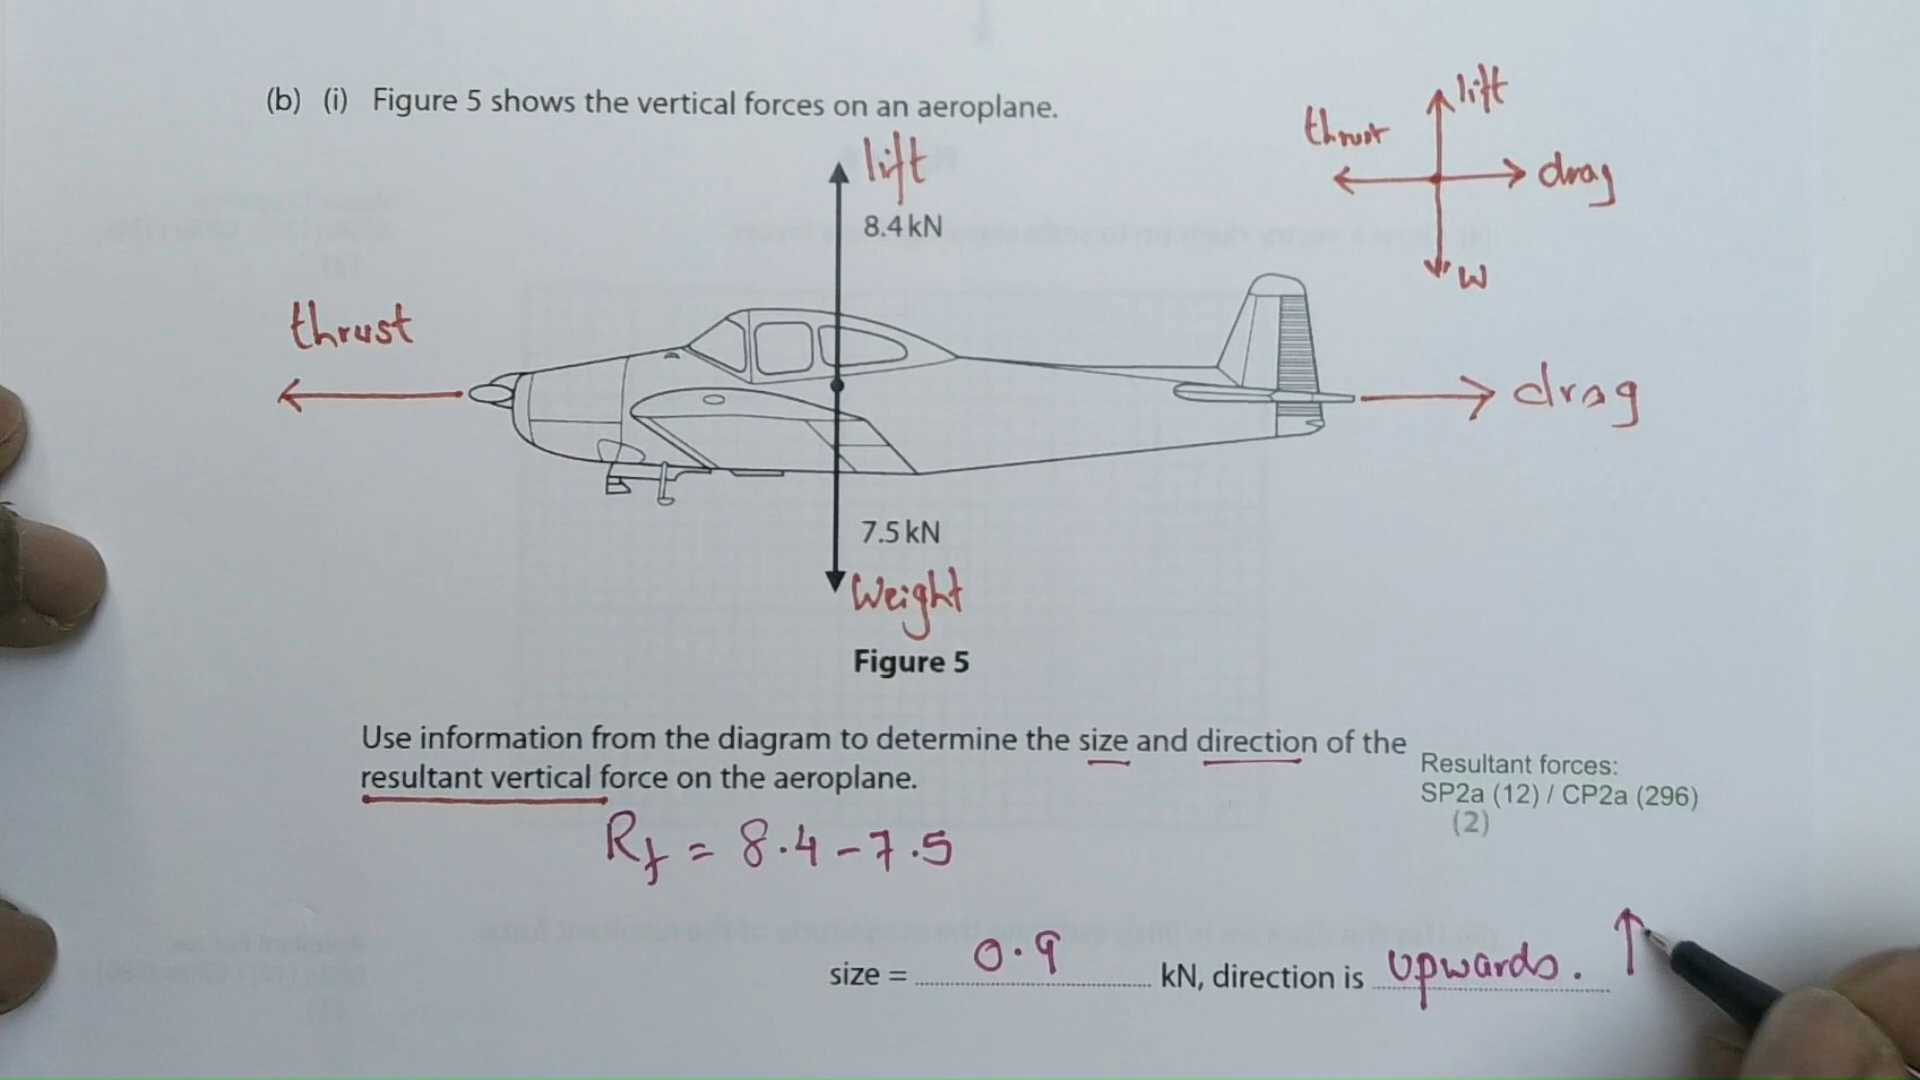 (b) (i) Figure 5 shows the vertical forces on an aeroplane.
lift
thrust
drag
W
lift
8.4 kN
thrust
drag
7.5 kN
Weight
Figure 5
Use information from the diagram to determine the size and direction of the
resultant vertical force on the aeroplane.
Resultant forces:
SP2a (12) / CP2a (296)
(2)
Rf = 8.4 - 7.5
size = 0.9 kN, direction is upwards.